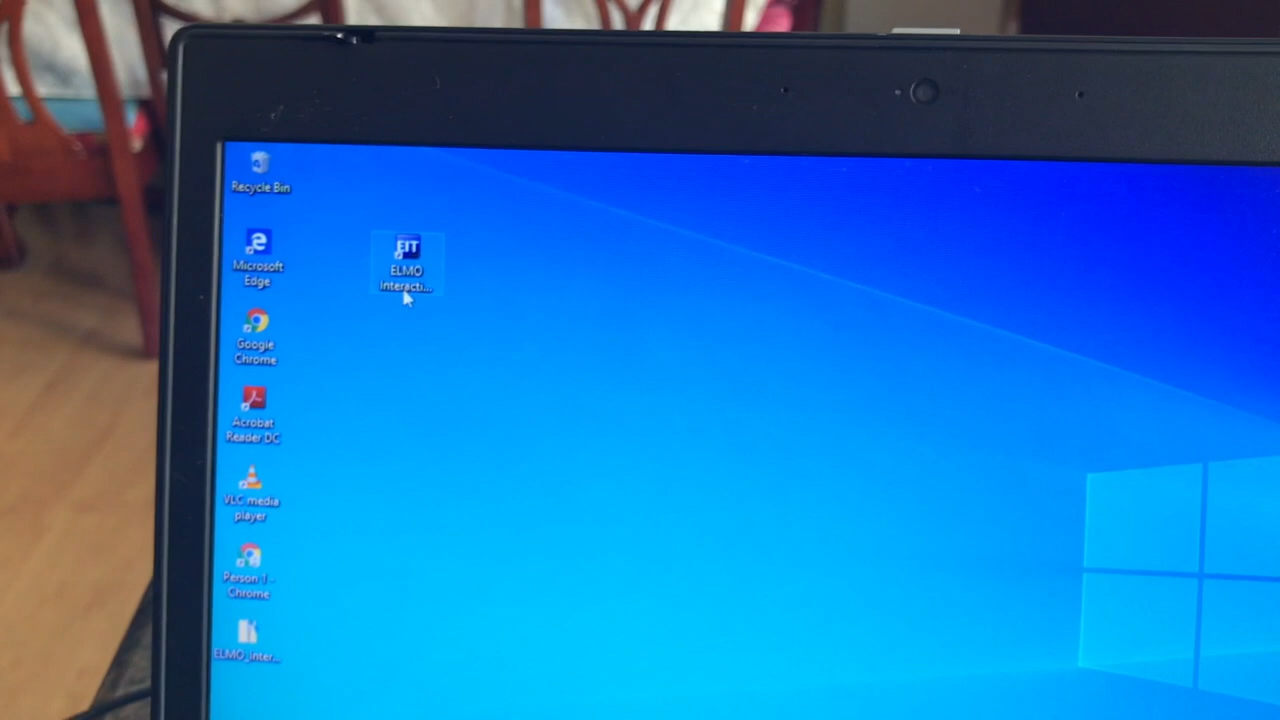 Recycle Bin
Microsoft
Edge
EIT
ELMO
Interacti...
Google
Chrome
Acrobat
Reader DC
VLC media
player
Person 1 -
Chrome
ELMO_Inter...